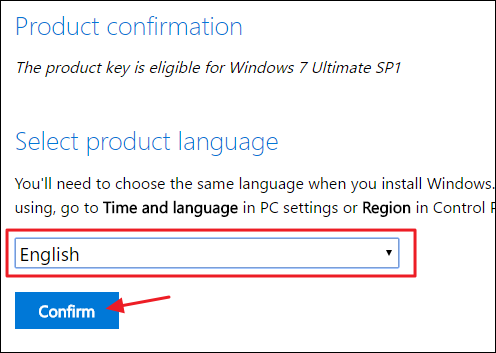 Product confirmation
The product key is eligible for Windows 7 Ultimate SP1
Select product language
You'll need to choose the same language when you install Windows.
using, go to Time and language in PC settings or Region in Control
English
Confirm